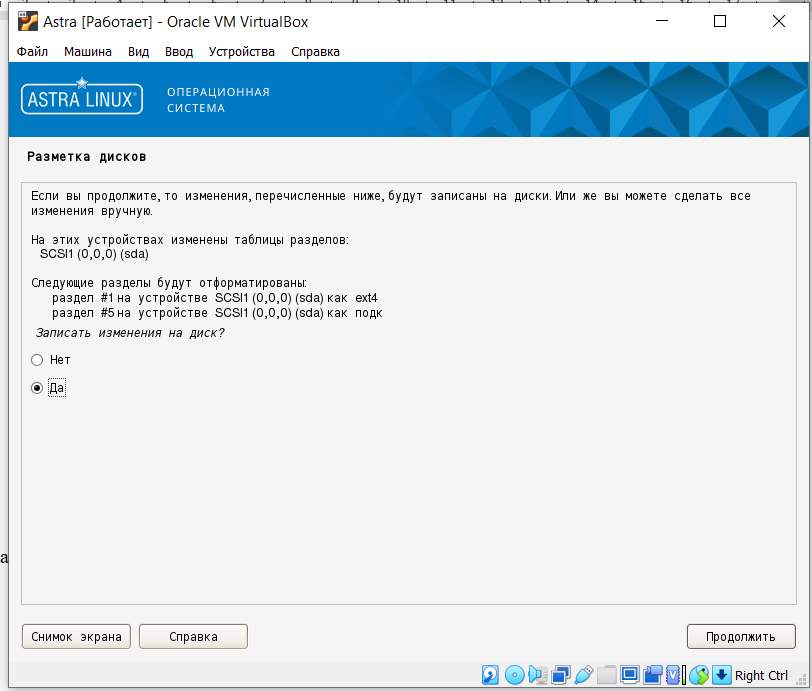 Astra [Работает] - Oracle VM VirtualBox
Файл Машина Вид Ввод Устройства Справка
ASTRA LINUX®
ОПЕРАЦИОННАЯ
СИСТЕМА
Разметка дисков
Если вы продолжите, то изменения, перечисленные ниже, будут записаны на диски. Или же вы можете сделать все
изменения вручную.
На этих устройствах изменены таблицы разделов:
SCSI1 (0,0,0) (sda)
Следующие разделы будут отформатированы:
раздел #1 на устройстве SCSI1 (0,0,0) (sda) как ext4
раздел #5 на устройстве SCSI1 (0,0,0) (sda) как подк
Записать изменения на диск?
Нет
Да
а
Снимок экрана Справка Продолжить
Right Ctrl